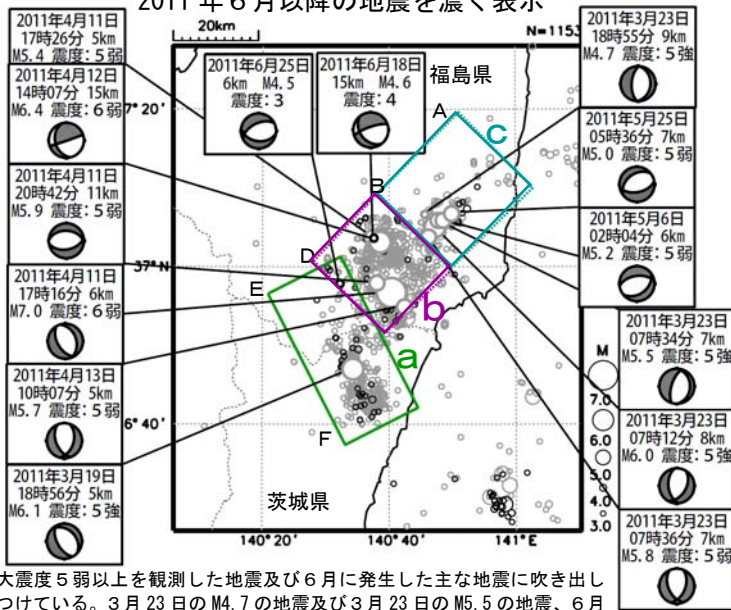 2011年6月以降の地震を濃く表示
20km
N=1153
2011年4月11日
17時26分 5km
M5.4 震度:5弱
2011年4月12日
14時07分 15km
M6.4 震度:6弱
2011年4月11日
20時42分 11km
M5.9 震度:5弱
2011年4月11日
17時16分 6km
M7.0 震度:6弱
2011年4月13日
10時07分 5km
M5.7 震度:5弱
2011年3月19日
18時56分 5km
M6.1 震度:5強
2011年6月25日
6km M4.5
震度:3
2011年6月18日
15km M4.6
震度:4
福島県
2011年3月23日
18時55分 9km
M4.7 震度:5強
2011年5月25日
05時36分 7km
M5.0 震度:5弱
2011年5月6日
02時04分 6km
M5.2 震度:5弱
2011年3月23日
07時34分 7km
M5.5 震度:5強
2011年3月23日
07時12分 8km
M6.0 震度:5強
2011年3月23日
07時36分 7km
M5.8 震度:5弱
7°20'
37°N
6°40'
A
c
B
D
b
E
a
F
茨城県
M
7.0
6.0
5.0
4.0
3.0
140°20'
140°40'
141°E
大震度5弱以上を観測した地震及び6月に発生した主な地震に吹き出し
つけている。3月23日のM4.7の地震及び3月23日のM5.5の地震、6月